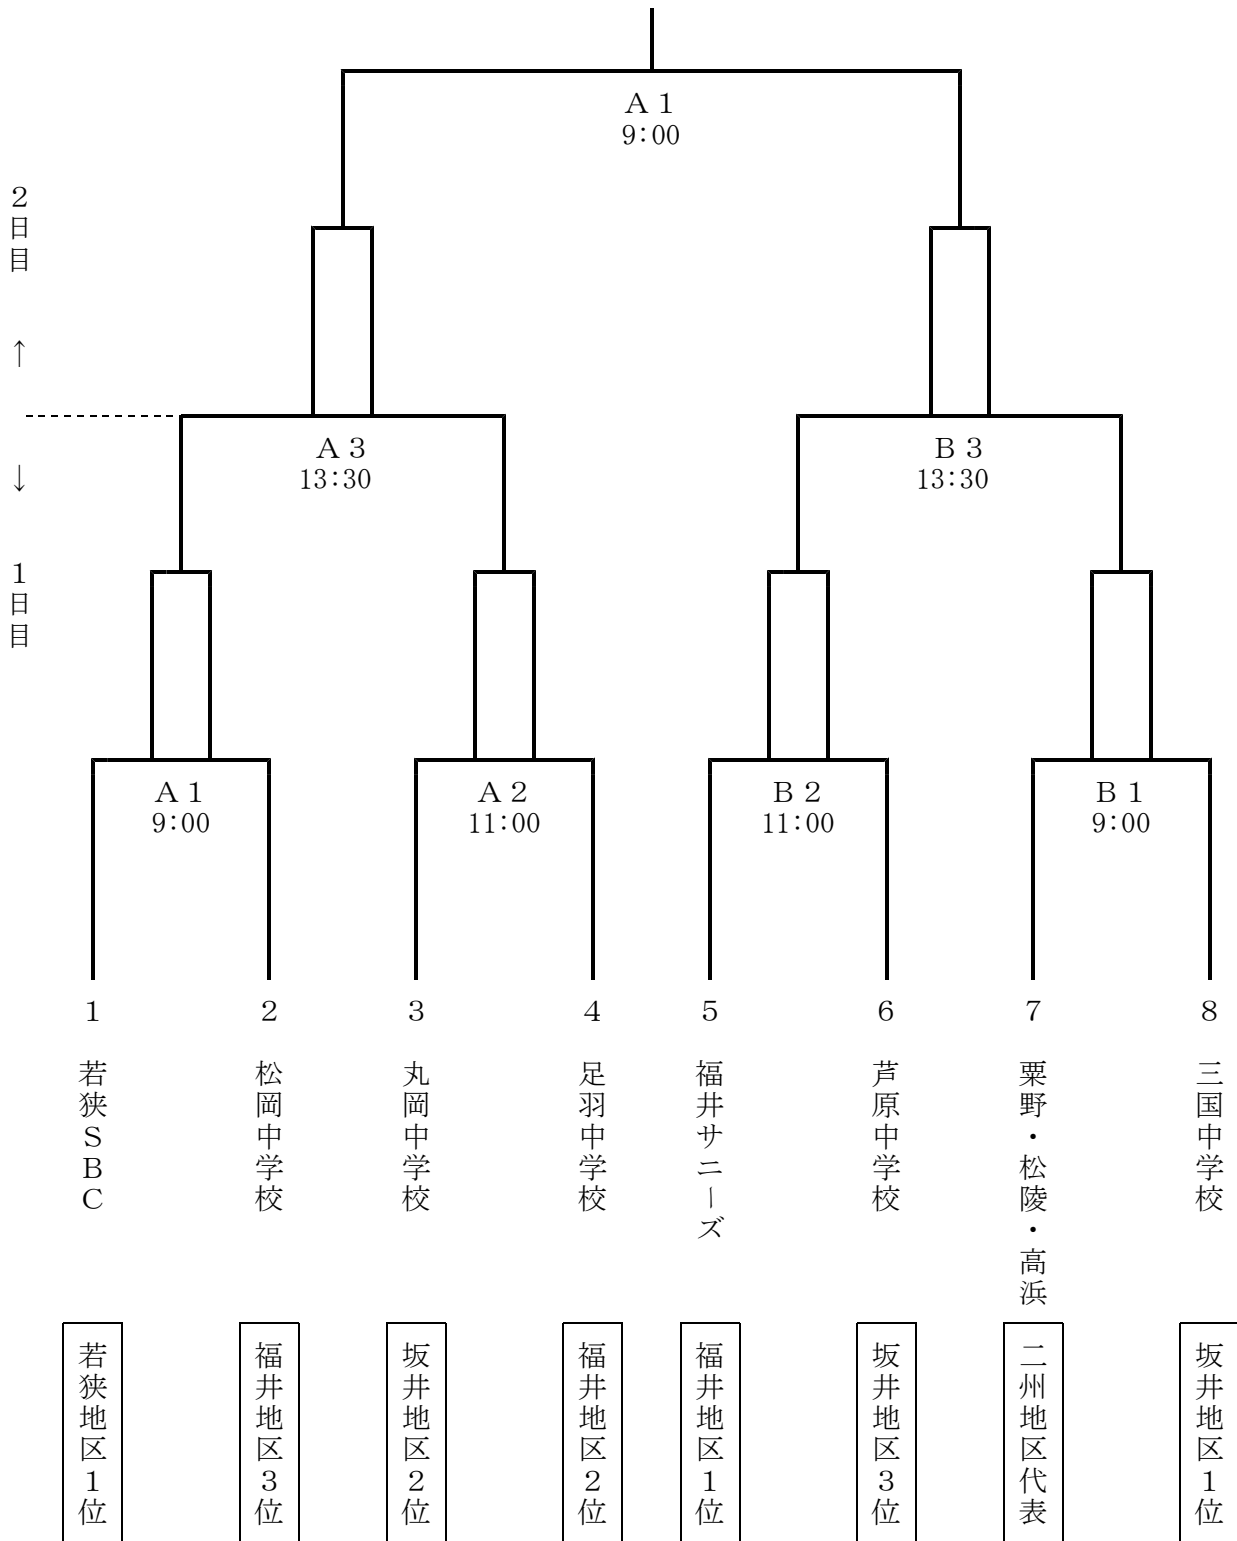 Ａ１
9:00
２日目
↑
↓
１日目
Ａ３
13:30
Ｂ３
13:30
Ａ１
9:00
Ａ２
11:00
Ｂ２
11:00
Ｂ１
9:00
１
２
３
４
５
６
７
８
若狭ＳＢＣ
松岡中学校
丸岡中学校
足羽中学校
福井サニーズ
芦原中学校
粟野・松陵・高浜
三国中学校
若狭地区１位
福井地区３位
坂井地区２位
福井地区２位
福井地区１位
坂井地区３位
二州地区代表
坂井地区１位